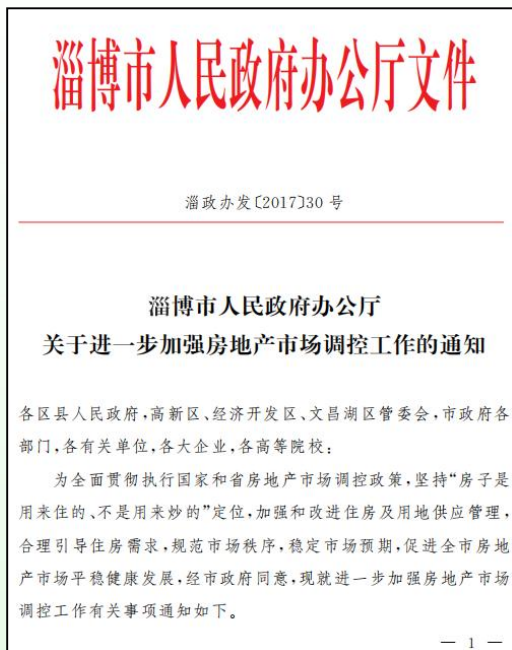 淄博市人民政府办公厅文件
淄政办发〔2017〕30 号
淄博市人民政府办公厅
关于进一步加强房地产市场调控工作的通知
各区县人民政府,高新区、经济开发区、文昌湖区管委会,市政府各
部门,各有关单位,各大企业,各高等院校:
为全面贯彻执行国家和省房地产市场调控政策,坚持“房子是
用来住的、不是用来炒的”定位,加强和改进住房及用地供应管理,
合理引导住房需求,规范市场秩序,稳定市场预期,促进全市房地
产市场平稳健康发展,经市政府同意,现就进一步加强房地产市场
调控工作有关事项通知如下。
— 1 —